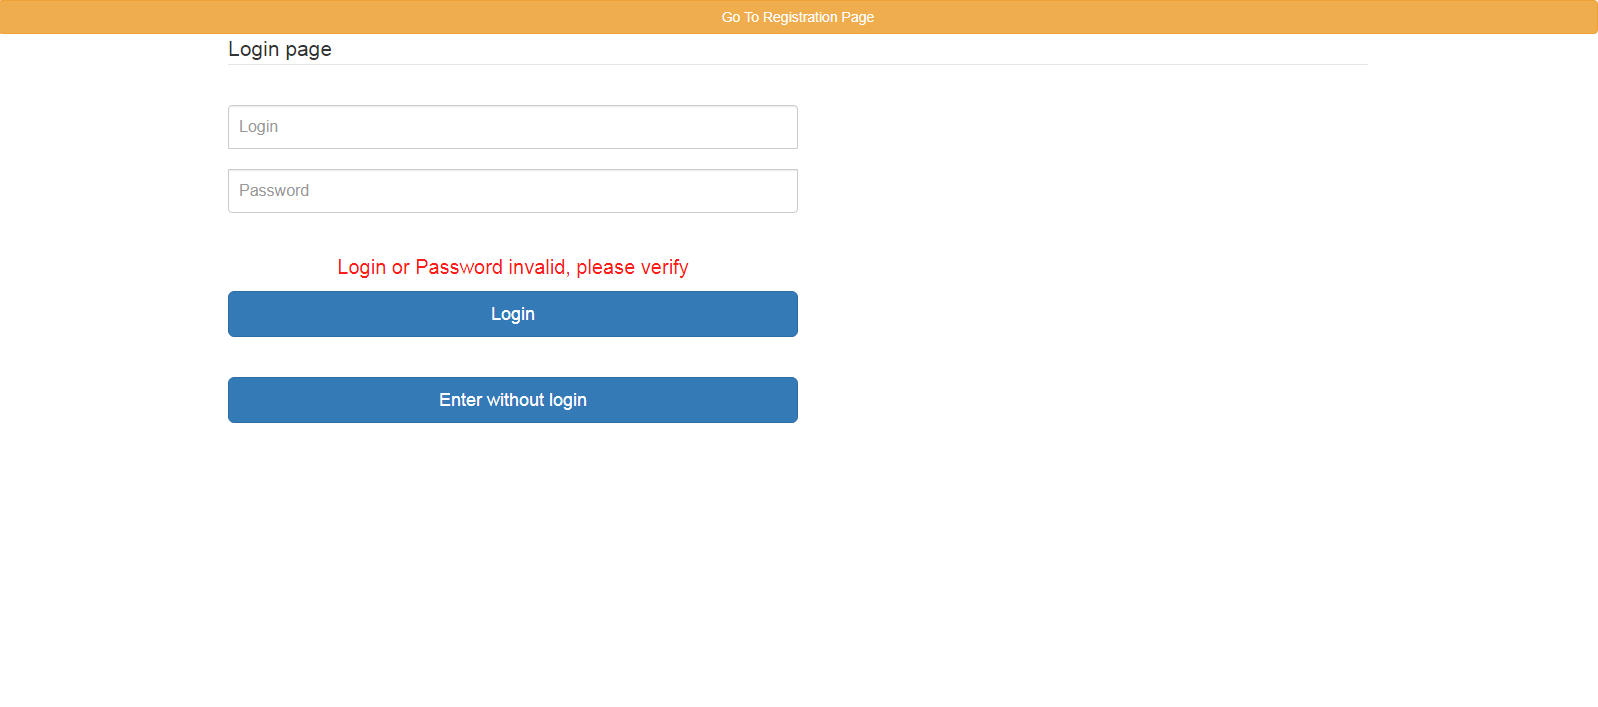 Go To Registration Page
Login page
Login
Password
Login or Password invalid, please verify
Login
Enter without login